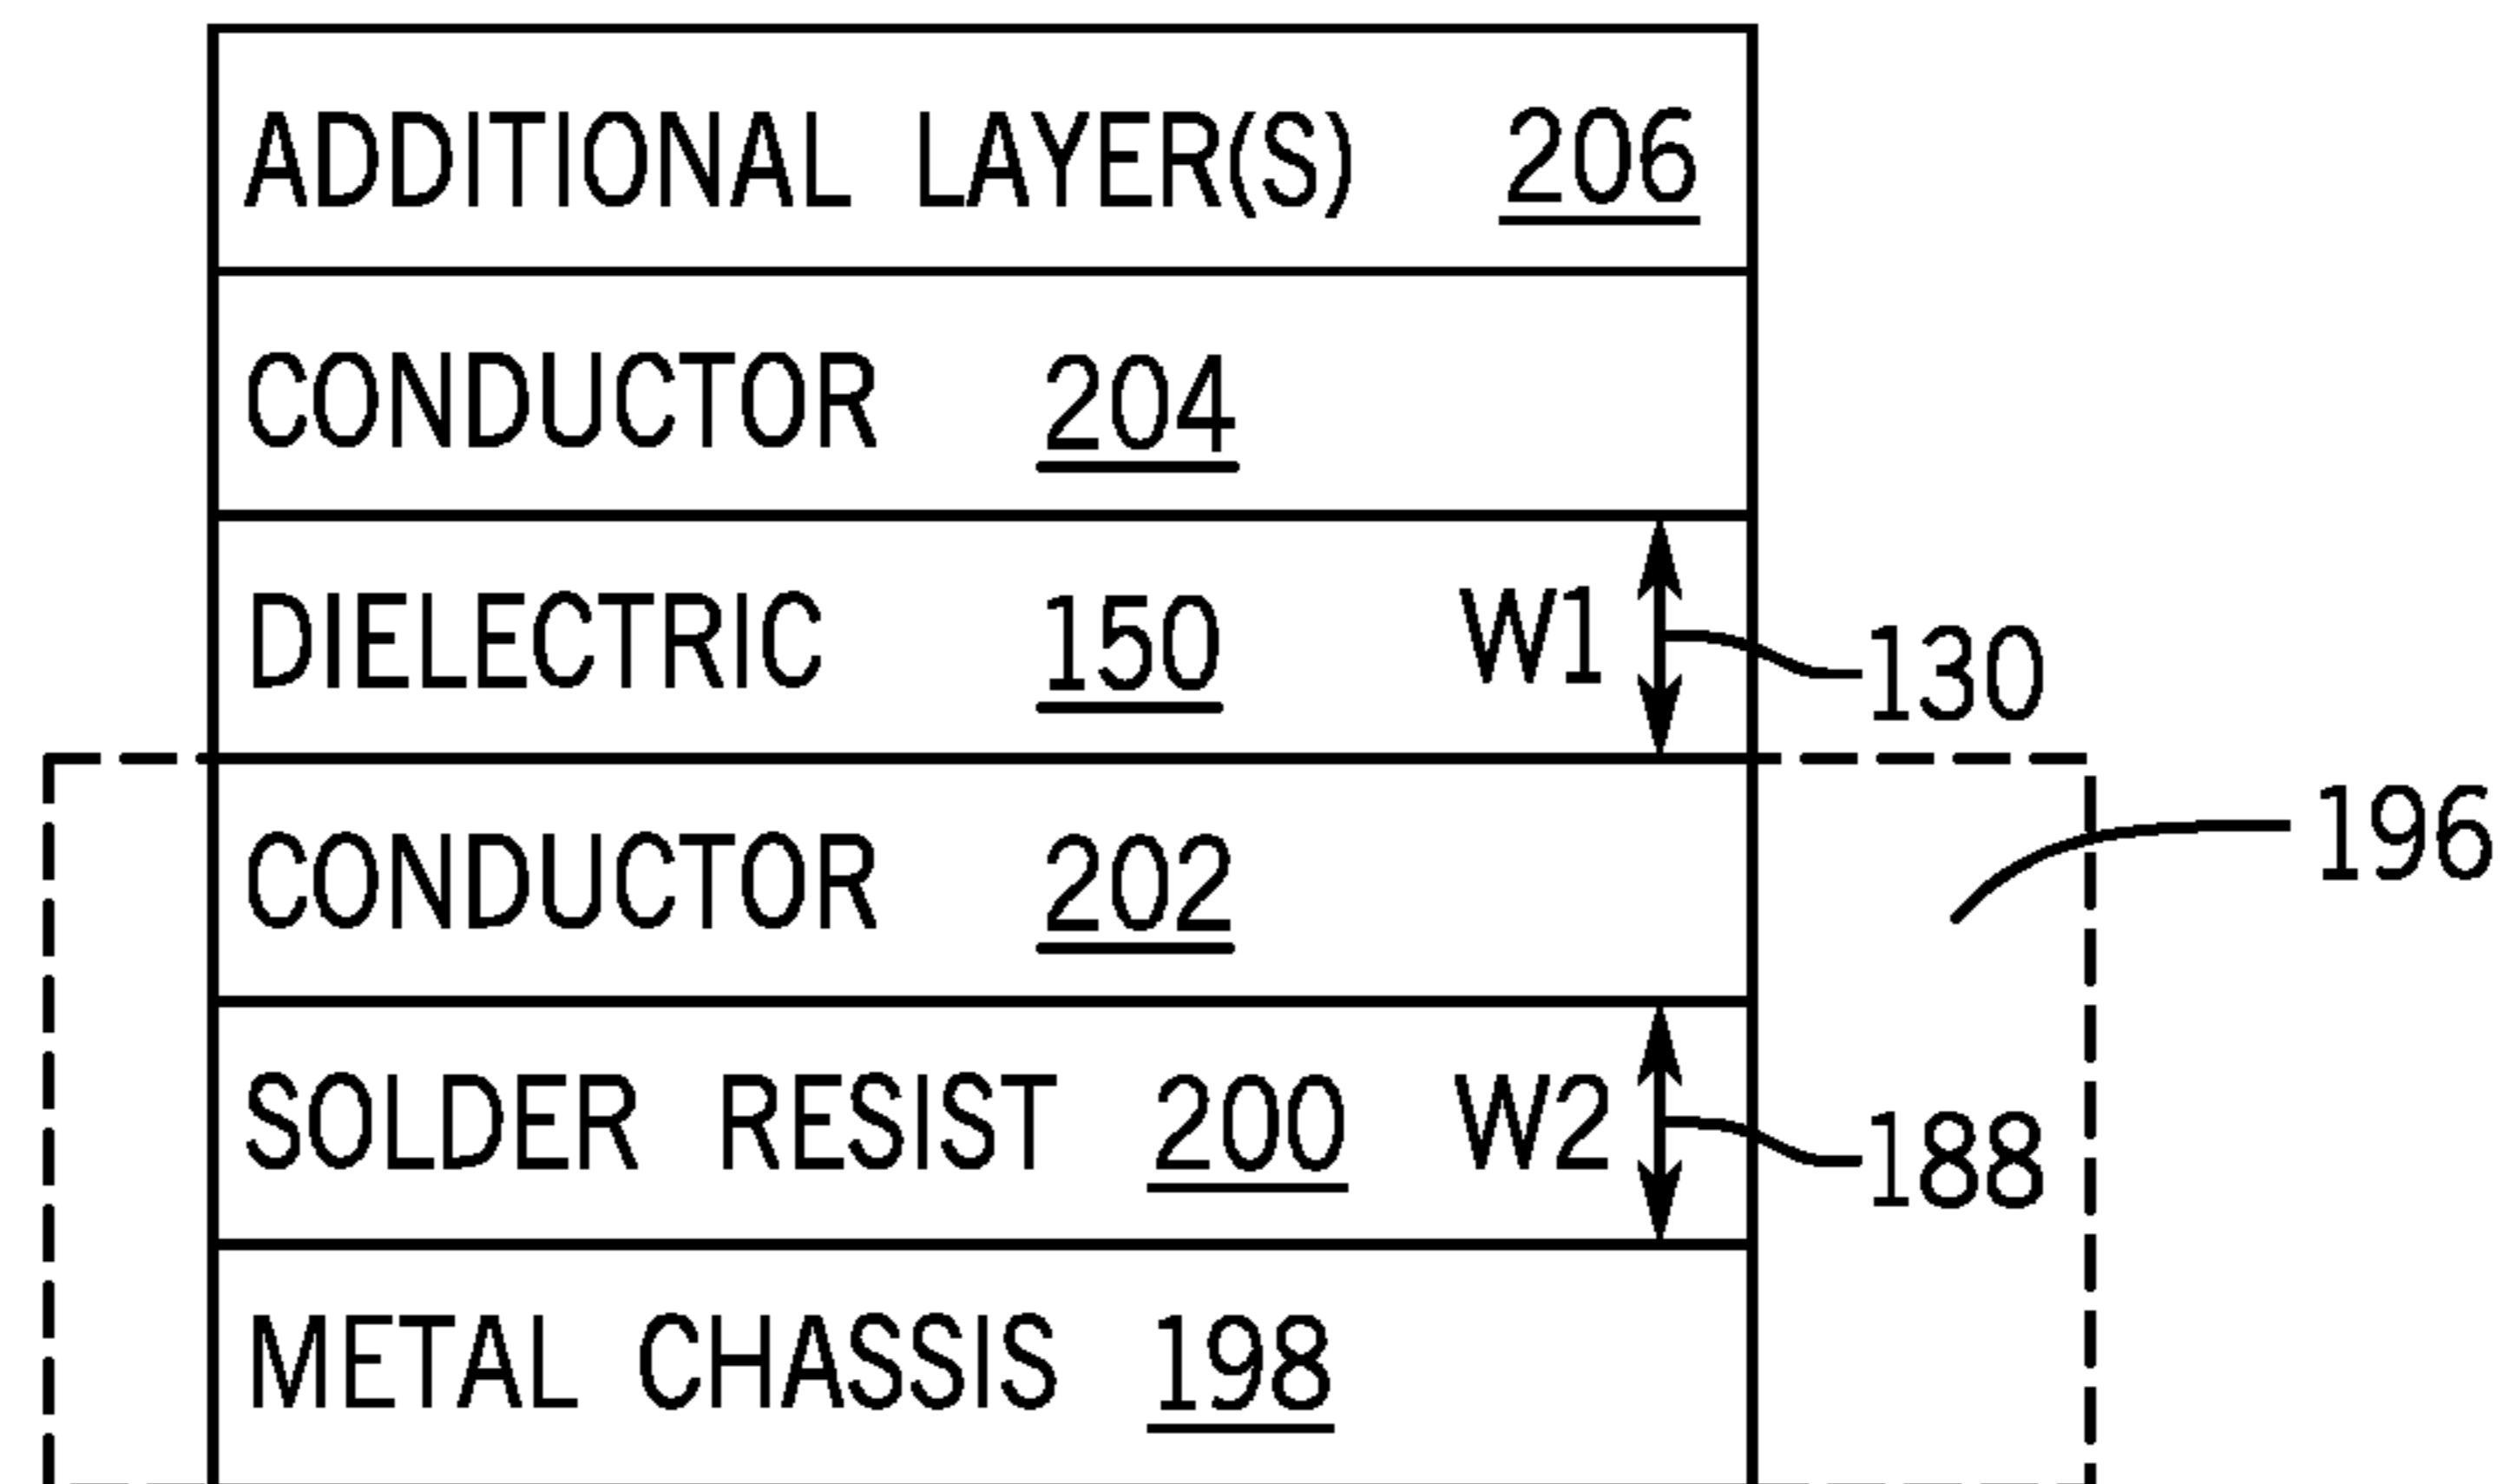 ADDITIONAL LAYER(S) 206
CONDUCTOR 204
DIELECTRIC 150 W1 130
CONDUCTOR 202 196
SOLDER RESIST 200 W2 188
METAL CHASSIS 198